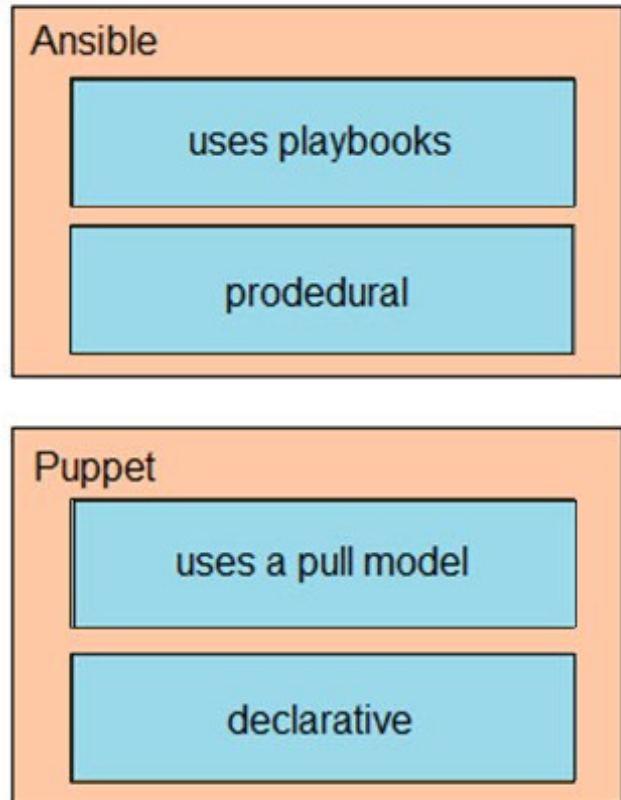 Ansible
uses playbooks
prodedural
Puppet
uses a pull model
declarative